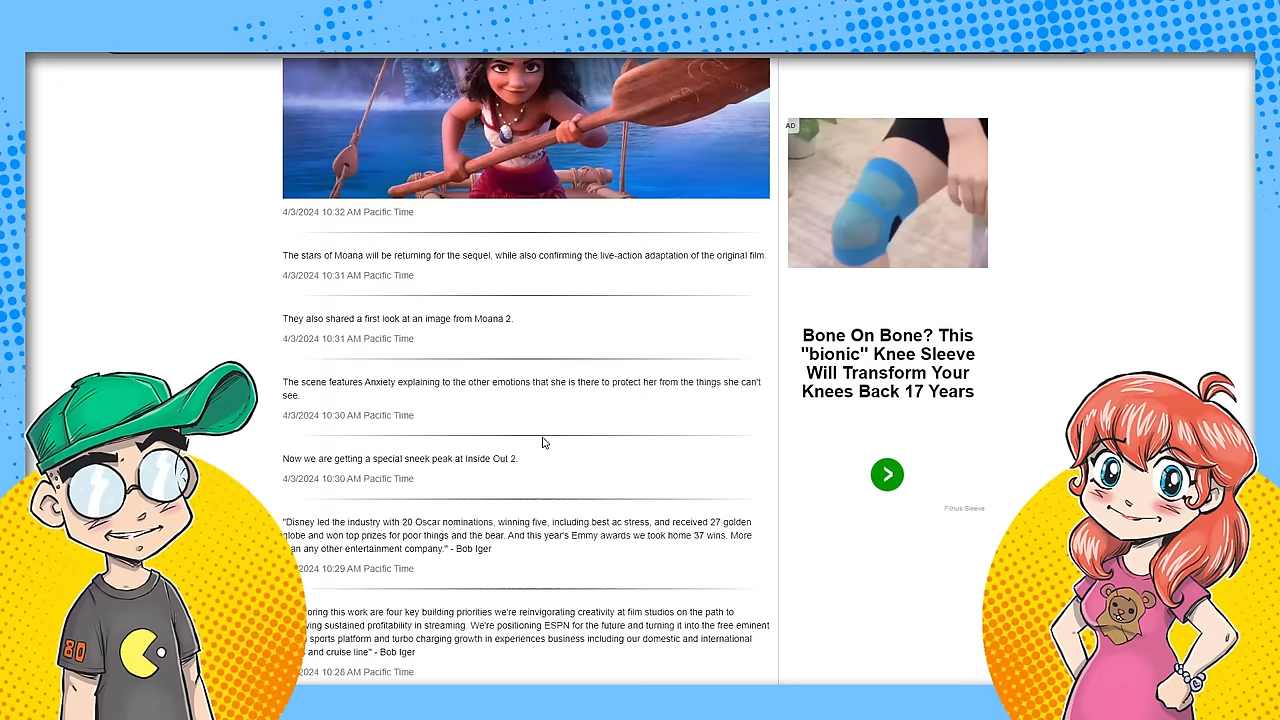 4/3/2024 10:32 AM Pacific Time
The stars of Moana will be returning for the sequel, while also confirming the live-action adaptation of the original film.
4/3/2024 10:31 AM Pacific Time
They also shared a first look at an image from Moana 2.
4/3/2024 10:31 AM Pacific Time
The scene features Anxiety explaining to the other emotions that she is there to protect her from the things she can't
see.
4/3/2024 10:30 AM Pacific Time
Now we are getting a special sneek peak at Inside Out 2.
4/3/2024 10:30 AM Pacific Time
"Disney led the industry with 20 Oscar nominations, winning five, including best ac stress, and received 27 golden
globe and won top prizes for poor things and the bear. And this year's Emmy awards we took home 37 wins. More
an any other entertainment company." - Bob Iger
2024 10:29 AM Pacific Time
oring this work are four key building priorities we're reinvigorating creativity at film studios on the path to
ving sustained profitability in streaming. We're positioning ESPN for the future and turning it into the free eminent
sports platform and turbo charging growth in experiences business including our domestic and international
and cruise line" - Bob Iger
2024 10:28 AM Pacific Time
AD
Bone On Bone? This
"bionic" Knee Sleeve
Will Transform Your
Knees Back 17 Years
Fitnus Sleeve
80